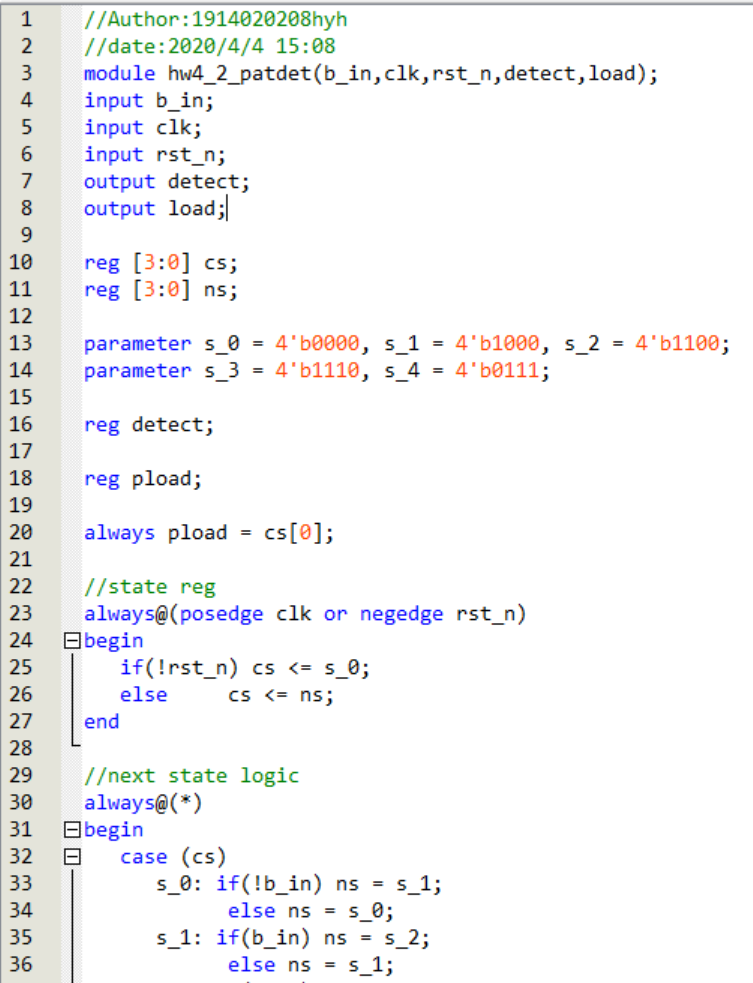 1 //Author:1914020208hyh
2 //date:2020/4/4 15:08
3 module hw4_2_patdet(b_in,clk,rst_n,detect,load);
4 input b_in;
5 input clk;
6 input rst_n;
7 output detect;
8 output load;
9
10 reg [3:0] cs;
11 reg [3:0] ns;
12
13 parameter s_0 = 4'b0000, s_1 = 4'b1000, s_2 = 4'b1100;
14 parameter s_3 = 4'b1110, s_4 = 4'b0111;
15
16 reg detect;
17
18 reg pload;
19
20 always pload = cs[0];
21
22 //state reg
23 always@(posedge clk or negedge rst_n)
24 begin
25 if(!rst_n) cs <= s_0;
26 else cs <= ns;
27 end
28
29 //next state logic
30 always@(*)
31 begin
32 case (cs)
33 s_0: if(!b_in) ns = s_1;
34 else ns = s_0;
35 s_1: if(b_in) ns = s_2;
36 else ns = s_1;